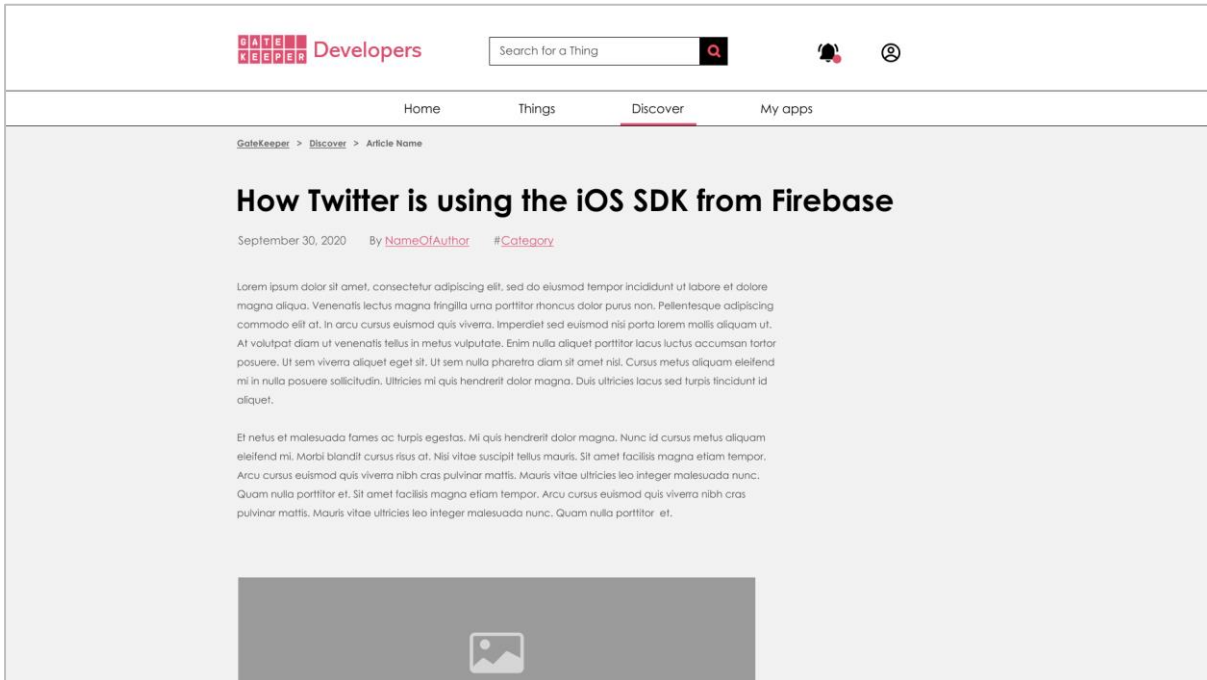 GATE
KEEPER
Developers
Search for a Thing
Home Things Discover My apps
GateKeeper > Discover > Article Name
How Twitter is using the iOS SDK from Firebase
September 30, 2020 By NameOfAuthor #Category
Lorem ipsum dolor sit amet, consectetur adipiscing elit, sed do eiusmod tempor incididunt ut labore et dolore
magna aliqua. Venenatis lectus magna fringilla urna porttitor rhoncus dolor purus non. Pellentesque adipiscing
commodo elit at. In arcu cursus euismod quis viverra. Imperdiet sed euismod nisi porta lorem mollis aliquam ut.
At volutpat diam ut venenatis tellus in metus vulputate. Enim nulla aliquet porttitor lacus luctus accumsan tortor
posuere. Ut sem viverra aliquet eget sit. Ut sem nulla pharetra diam sit amet nisl. Cursus metus aliquam eleifend
mi in nulla posuere sollicitudin. Ultricies mi quis hendrerit dolor magna. Duis ultricies lacus sed turpis tincidunt id
aliquet.
Et netus et malesuada fames ac turpis egestas. Mi quis hendrerit dolor magna. Nunc id cursus metus aliquam
eleifend mi. Morbi blandit cursus risus at. Nisi vitae suscipit tellus mauris. Sit amet facilisis magna etiam tempor.
Arcu cursus euismod quis viverra nibh cras pulvinar mattis. Mauris vitae ultricies leo integer malesuada nunc.
Quam nulla porttitor et. Sit amet facilisis magna etiam tempor. Arcu cursus euismod quis viverra nibh cras
pulvinar mattis. Mauris vitae ultricies leo integer malesuada nunc. Quam nulla porttitor et.